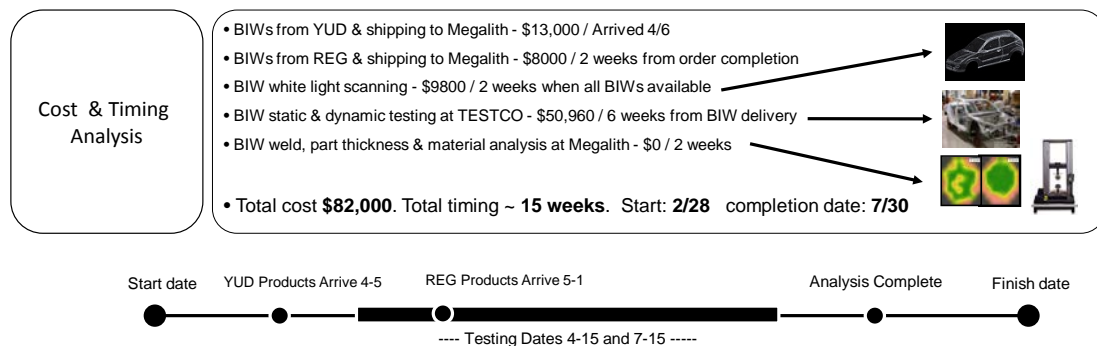 Cost & Timing
Analysis
• BIWs from YUD & shipping to Megalith - $13,000 / Arrived 4/6
• BIWs from REG & shipping to Megalith - $8000 / 2 weeks from order completion
• BIW white light scanning - $9800 / 2 weeks when all BIWs available
• BIW static & dynamic testing at TESTCO - $50,960 / 6 weeks from BIW delivery
• BIW weld, part thickness & material analysis at Megalith - $0 / 2 weeks
• Total cost $82,000. Total timing ~ 15 weeks. Start: 2/28 completion date: 7/30
Start date
YUD Products Arrive 4-5
REG Products Arrive 5-1
Analysis Complete
Finish date
---- Testing Dates 4-15 and 7-15 -----